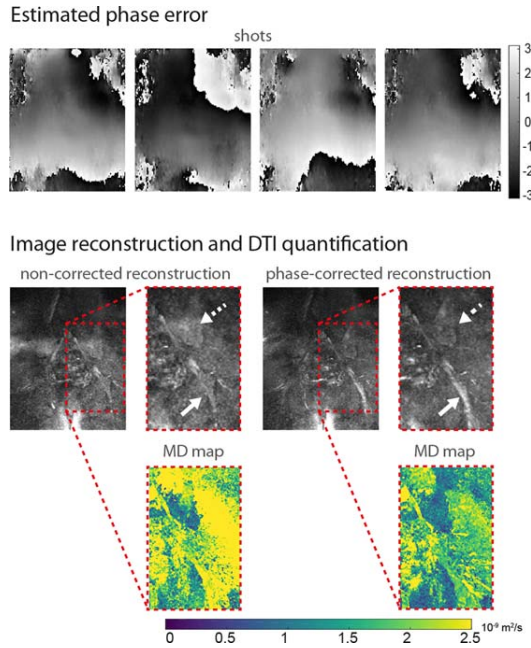 Estimated phase error
shots
3
2
1
0
-1
-2
-3
Image reconstruction and DTI quantification
non-corrected reconstruction phase-corrected reconstruction
MD map MD map
0 0.5 1 1.5 2 2.5 10⁻⁹ m²/s